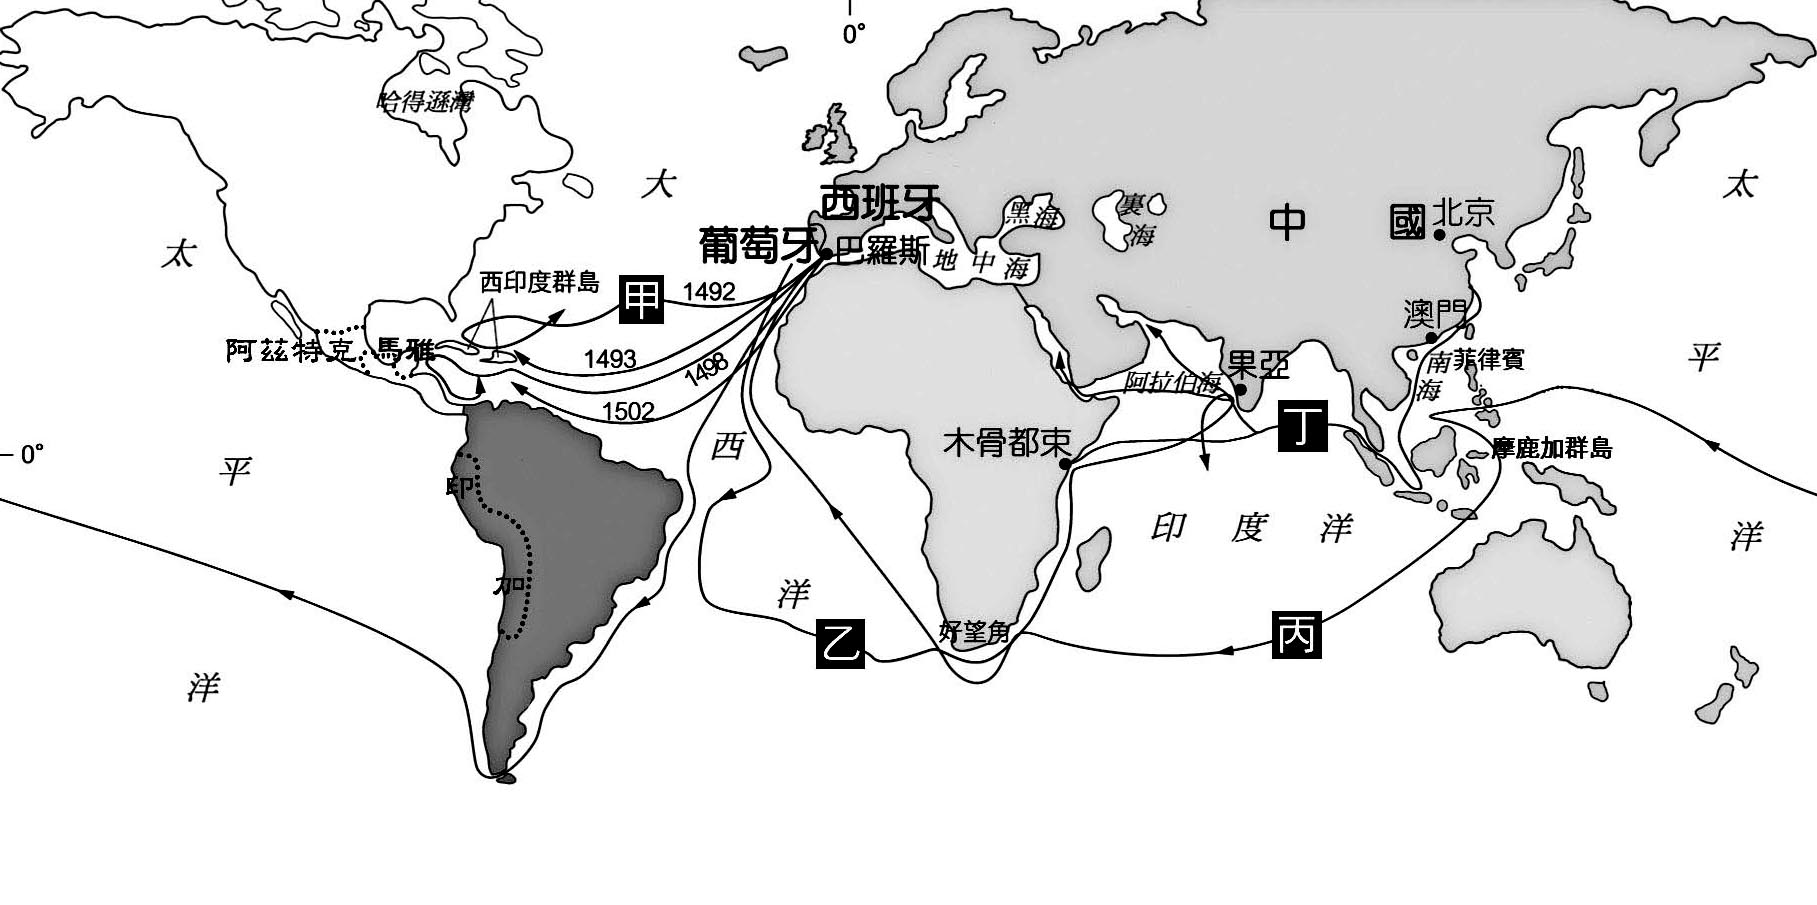 0°
哈得遜灣
大
太
西班牙
黑海
裏海
中 國
北京
葡萄牙
巴羅斯
地中海
太
西印度群島
甲
1492
澳門
1493
阿茲特克
馬雅
1498
果亞
南海
菲律賓
平
阿拉伯海
1502
丁
西
木骨都束
摩鹿加群島
0°
平
印
印 度 洋
洋
加
洋
乙
好望角
丙
洋